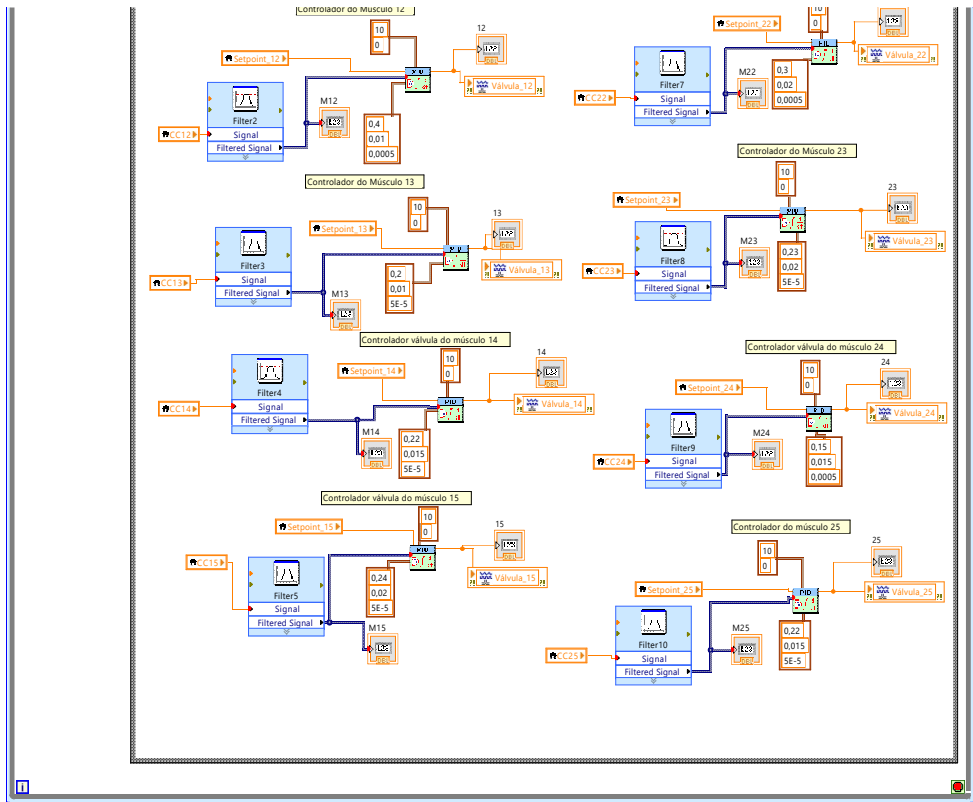 Controlador do Músculo 12
10
0
12
Setpoint_12
Válvula_12
Filter2
M12
CC12
Signal
Filtered Signal
0,4
0,01
0,0005
10
0
Setpoint_22
Válvula_22
Filter7
M22
CC22
Signal
Filtered Signal
0,3
0,02
0,0005
Controlador do Músculo 13
10
0
13
Setpoint_13
Válvula_13
Filter3
CC13
Signal
Filtered Signal
M13
0,2
0,01
5E-5
Controlador do Músculo 23
10
0
23
Setpoint_23
Válvula_23
Filter8
M23
CC23
Signal
Filtered Signal
0,23
0,02
5E-5
Controlador válvula do músculo 14
10
0
14
Setpoint_14
Válvula_14
Filter4
CC14
Signal
Filtered Signal
M14
0,22
0,015
5E-5
Controlador válvula do músculo 24
10
0
24
Setpoint_24
Válvula_24
PID
Filter9
M24
CC24
Signal
Filtered Signal
0,15
0,015
0,0005
Controlador válvula do músculo 15
10
0
15
Setpoint_15
Válvula_15
CC15
Filter5
Signal
Filtered Signal
M15
0,24
0,02
5E-5
Controlador do músculo 25
10
0
25
Setpoint_25
Válvula_25
PID
Filter10
M25
CC25
Signal
Filtered Signal
0,22
0,015
5E-5
i